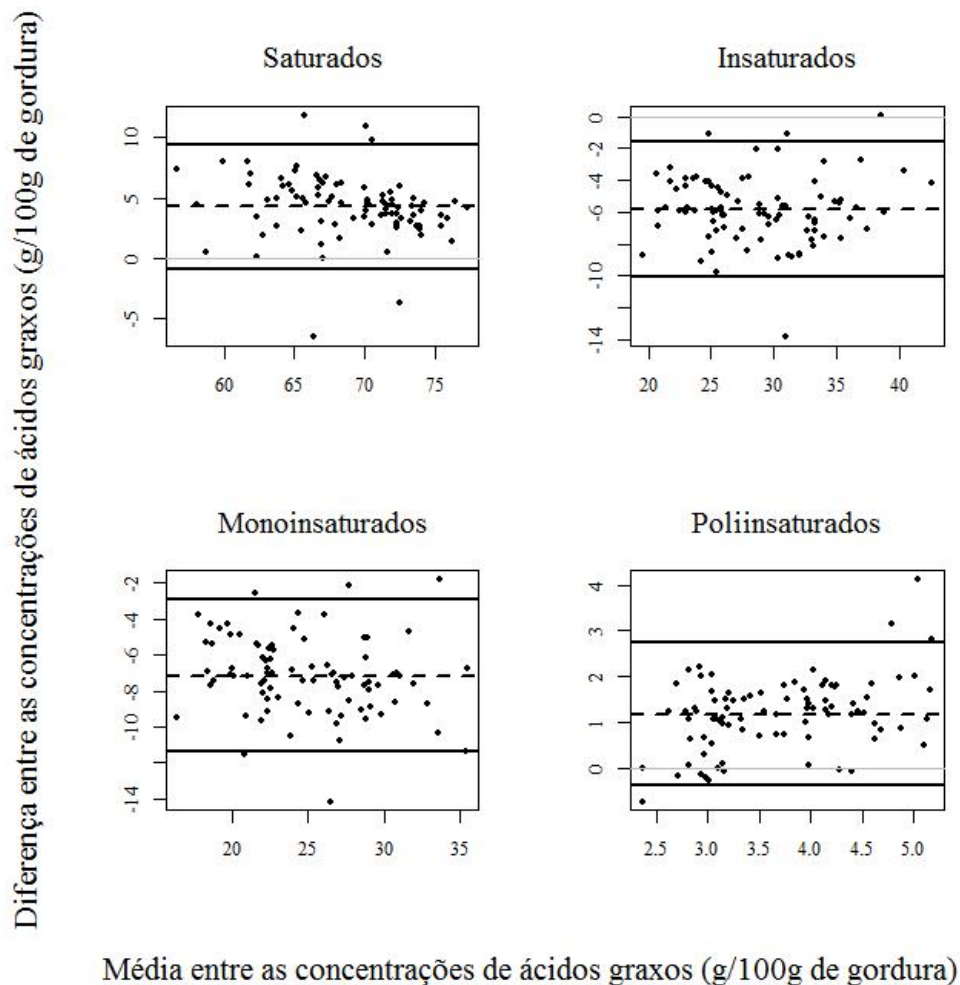 Diferença entre as concentrações de ácidos graxos (g/100g de gordura)
Saturados
10
5
0
-5
60 65 70 75
Insaturados
0
-2
-6
-10
-14
20 25 30 35 40
Monoinsaturados
-2
-4
-6
-8
-10
-14
20 25 30 35
Poliinsaturados
4
3
2
1
0
2.5 3.0 3.5 4.0 4.5 5.0
Média entre as concentrações de ácidos graxos (g/100g de gordura)